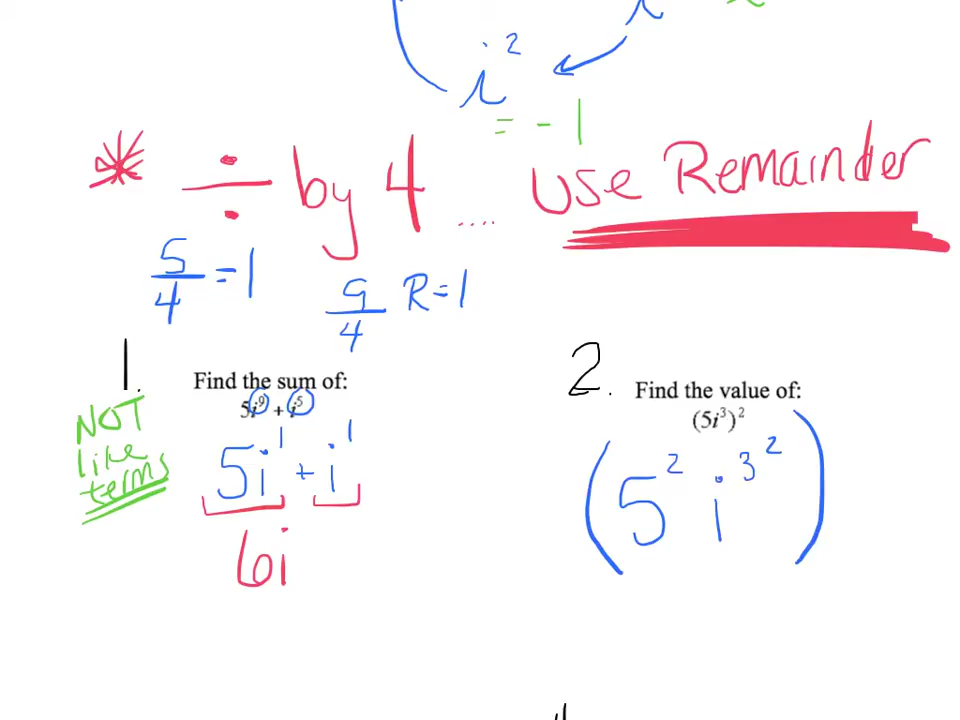 i²
= -1
* ÷ by 4 .... Use Remainder
5/4 = 1
9/4 R=1
1.
Find the sum of:
5i⁹ + i⁵
NOT
like
terms
5i¹ + i¹
6i
2.
Find the value of:
(5i³)²
(5² i³ ²)